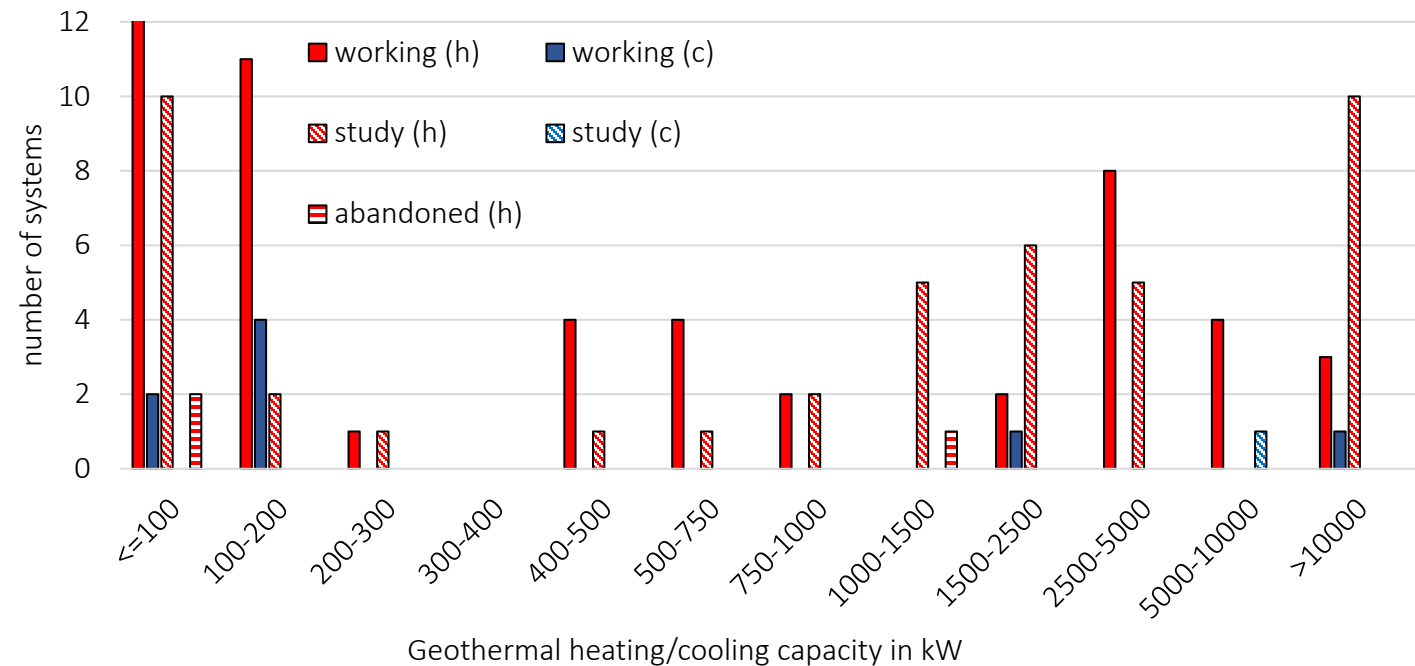 12
10
8
6
4
2
0
number of systems
working (h)
working (c)
study (h)
study (c)
abandoned (h)
<=100
100-200
200-300
300-400
400-500
500-750
750-1000
1000-1500
1500-2500
2500-5000
5000-10000
>10000
Geothermal heating/cooling capacity in kW